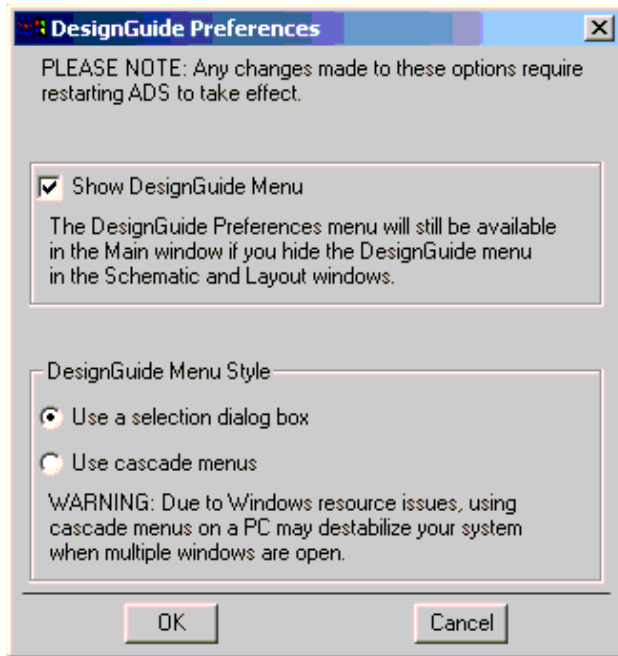 DesignGuide Preferences
PLEASE NOTE: Any changes made to these options require
restarting ADS to take effect.
Show DesignGuide Menu
The DesignGuide Preferences menu will still be available
in the Main window if you hide the DesignGuide menu
in the Schematic and Layout windows.
DesignGuide Menu Style
Use a selection dialog box
Use cascade menus
WARNING: Due to Windows resource issues, using
cascade menus on a PC may destabilize your system
when multiple windows are open.
OK
Cancel